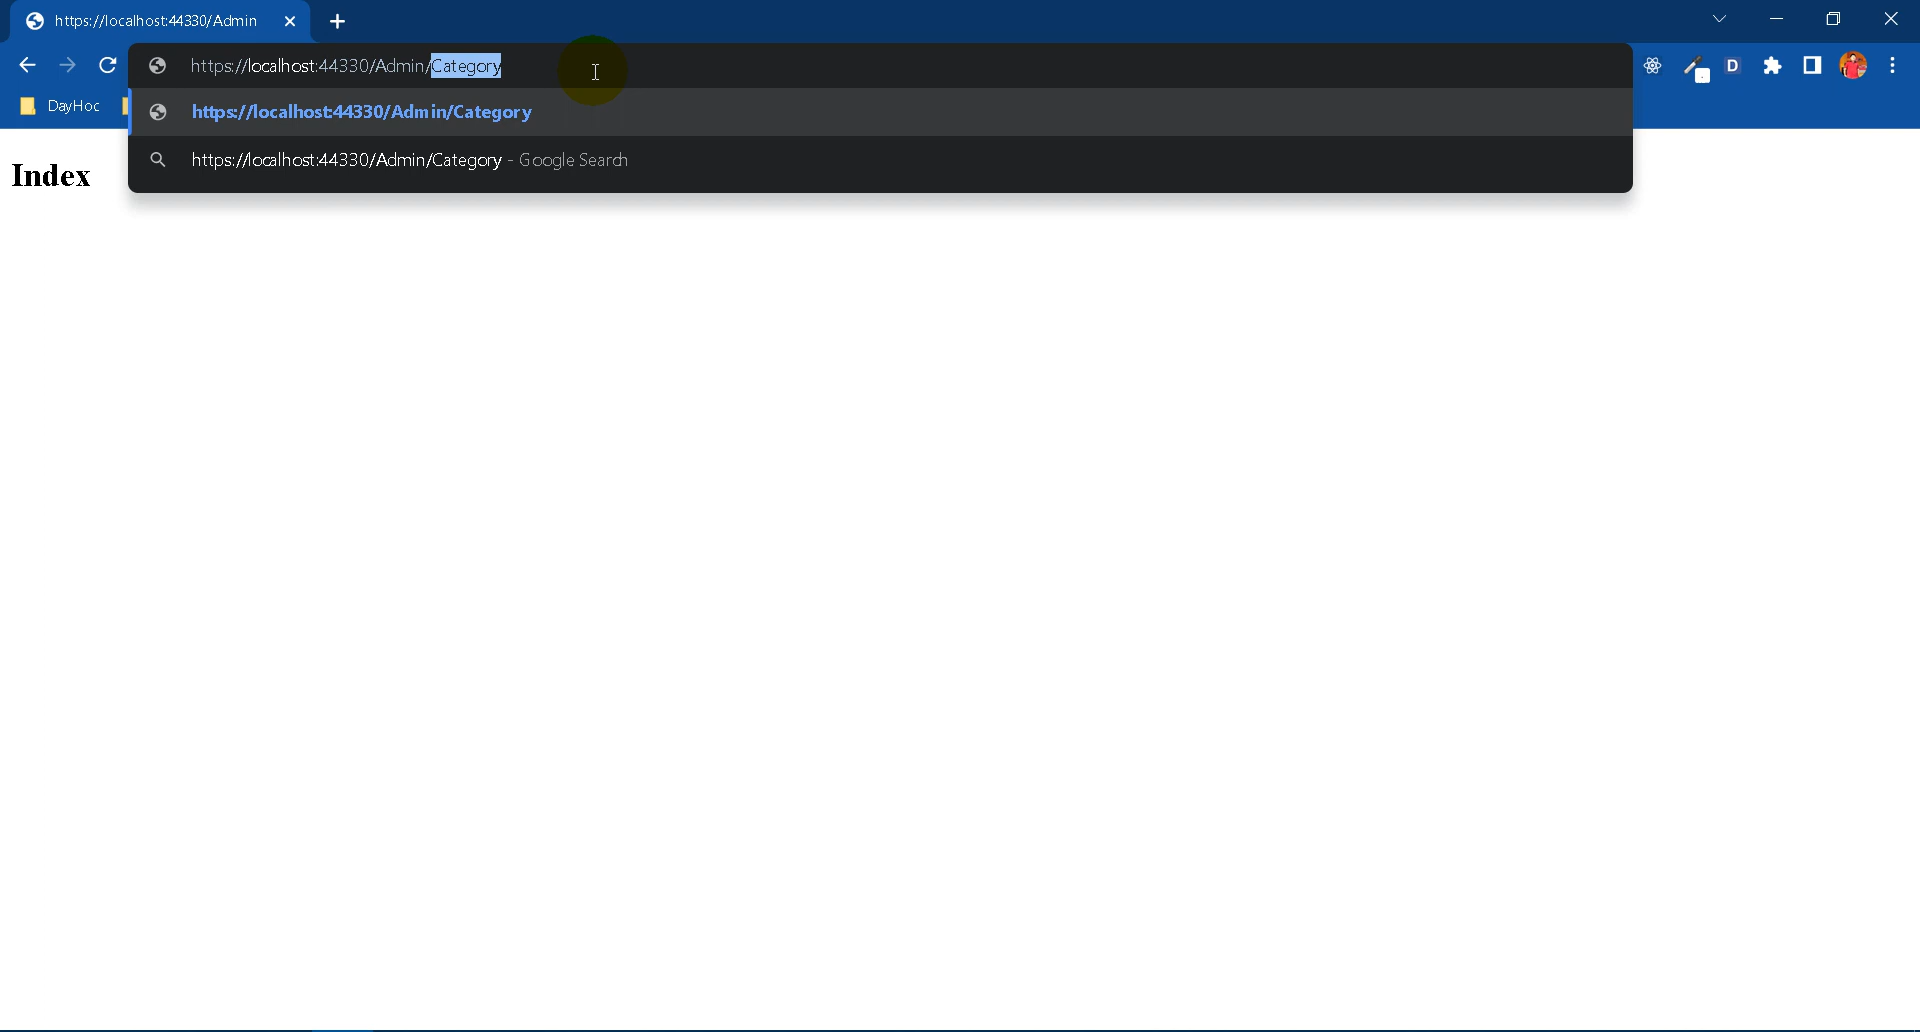 https://localhost:44330/Admin
https://localhost:44330/Admin/Category
DayHoc
https://localhost:44330/Admin/Category
D
https://localhost:44330/Admin/Category - Google Search
Index